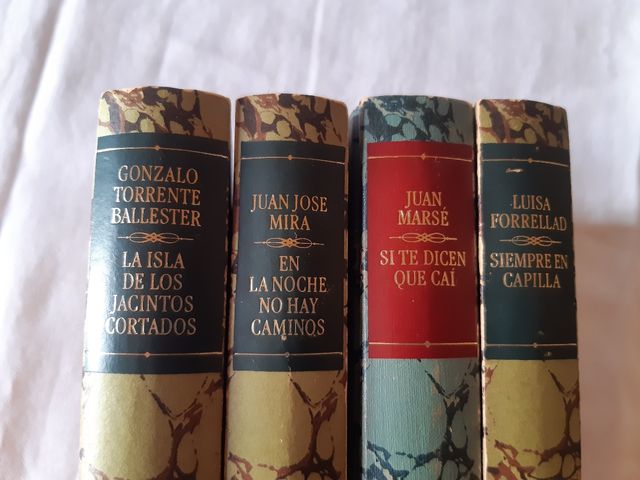 GONZALO
TORRENTE
BALLESTER
LA ISLA
DE LOS
JACINTOS
CORTADOS
JUAN JOSE
MIRA
EN
LA NOCHE
NO HAY
CAMINOS
JUAN
MARSÉ
SI TE DICEN
QUE CAÍ
LUISA
FORRELLAD
SIEMPRE EN
CAPILLA